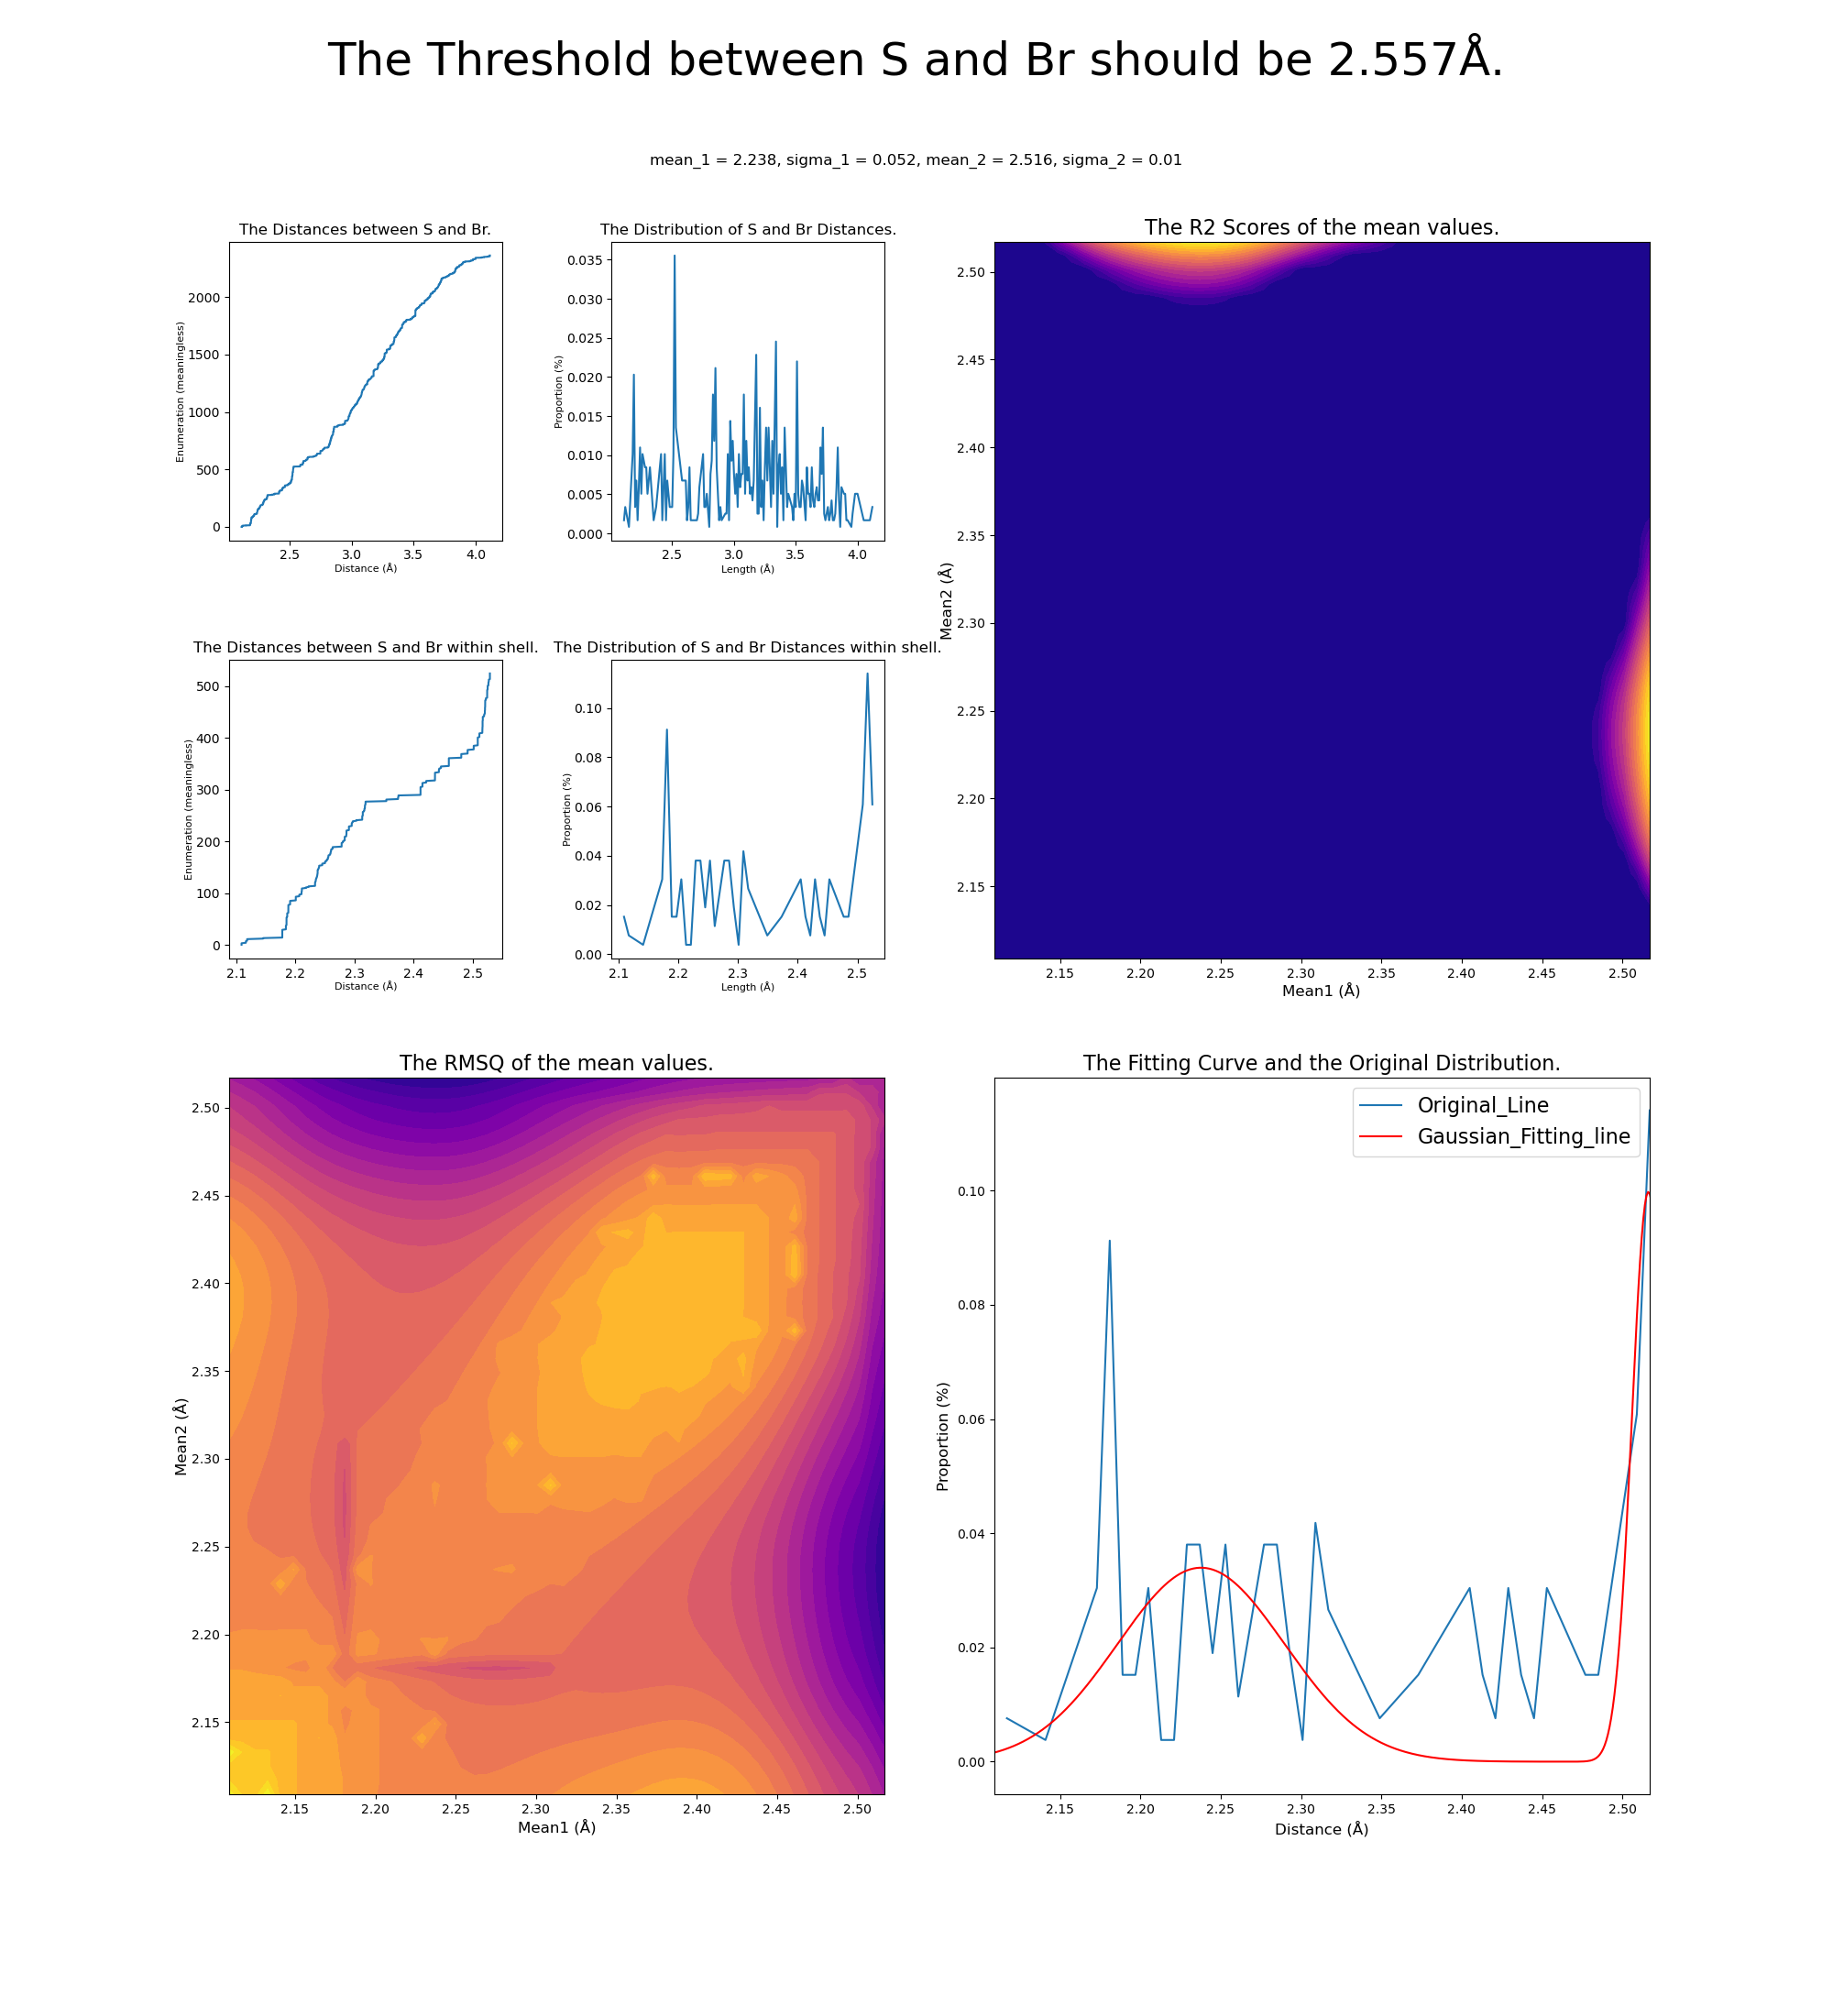 The Threshold between S and Br should be 2.557Å.
mean_1 = 2.238, sigma_1 = 0.052, mean_2 = 2.516, sigma_2 = 0.01
The Distances between S and Br.
Enumeration (meaningless)
2000
1500
1000
500
0
2.5 3.0 3.5 4.0
Distance (Å)
The Distribution of S and Br Distances.
Proportion (%)
0.035
0.030
0.025
0.020
0.015
0.010
0.005
0.000
2.5 3.0 3.5 4.0
Length (Å)
The R2 Scores of the mean values.
Mean2 (Å)
2.50
2.45
2.40
2.35
2.30
2.25
2.20
2.15
2.15 2.20 2.25 2.30 2.35 2.40 2.45 2.50
Mean1 (Å)
The Distances between S and Br within shell.
Enumeration (meaningless)
500
400
300
200
100
0
2.1 2.2 2.3 2.4 2.5
Distance (Å)
The Distribution of S and Br Distances within shell.
Proportion (%)
0.10
0.08
0.06
0.04
0.02
0.00
2.1 2.2 2.3 2.4 2.5
Length (Å)
The RMSQ of the mean values.
Mean2 (Å)
2.50
2.45
2.40
2.35
2.30
2.25
2.20
2.15
2.15 2.20 2.25 2.30 2.35 2.40 2.45 2.50
Mean1 (Å)
The Fitting Curve and the Original Distribution.
Original_Line
Gaussian_Fitting_line
Proportion (%)
0.10
0.08
0.06
0.04
0.02
0.00
2.15 2.20 2.25 2.30 2.35 2.40 2.45 2.50
Distance (Å)